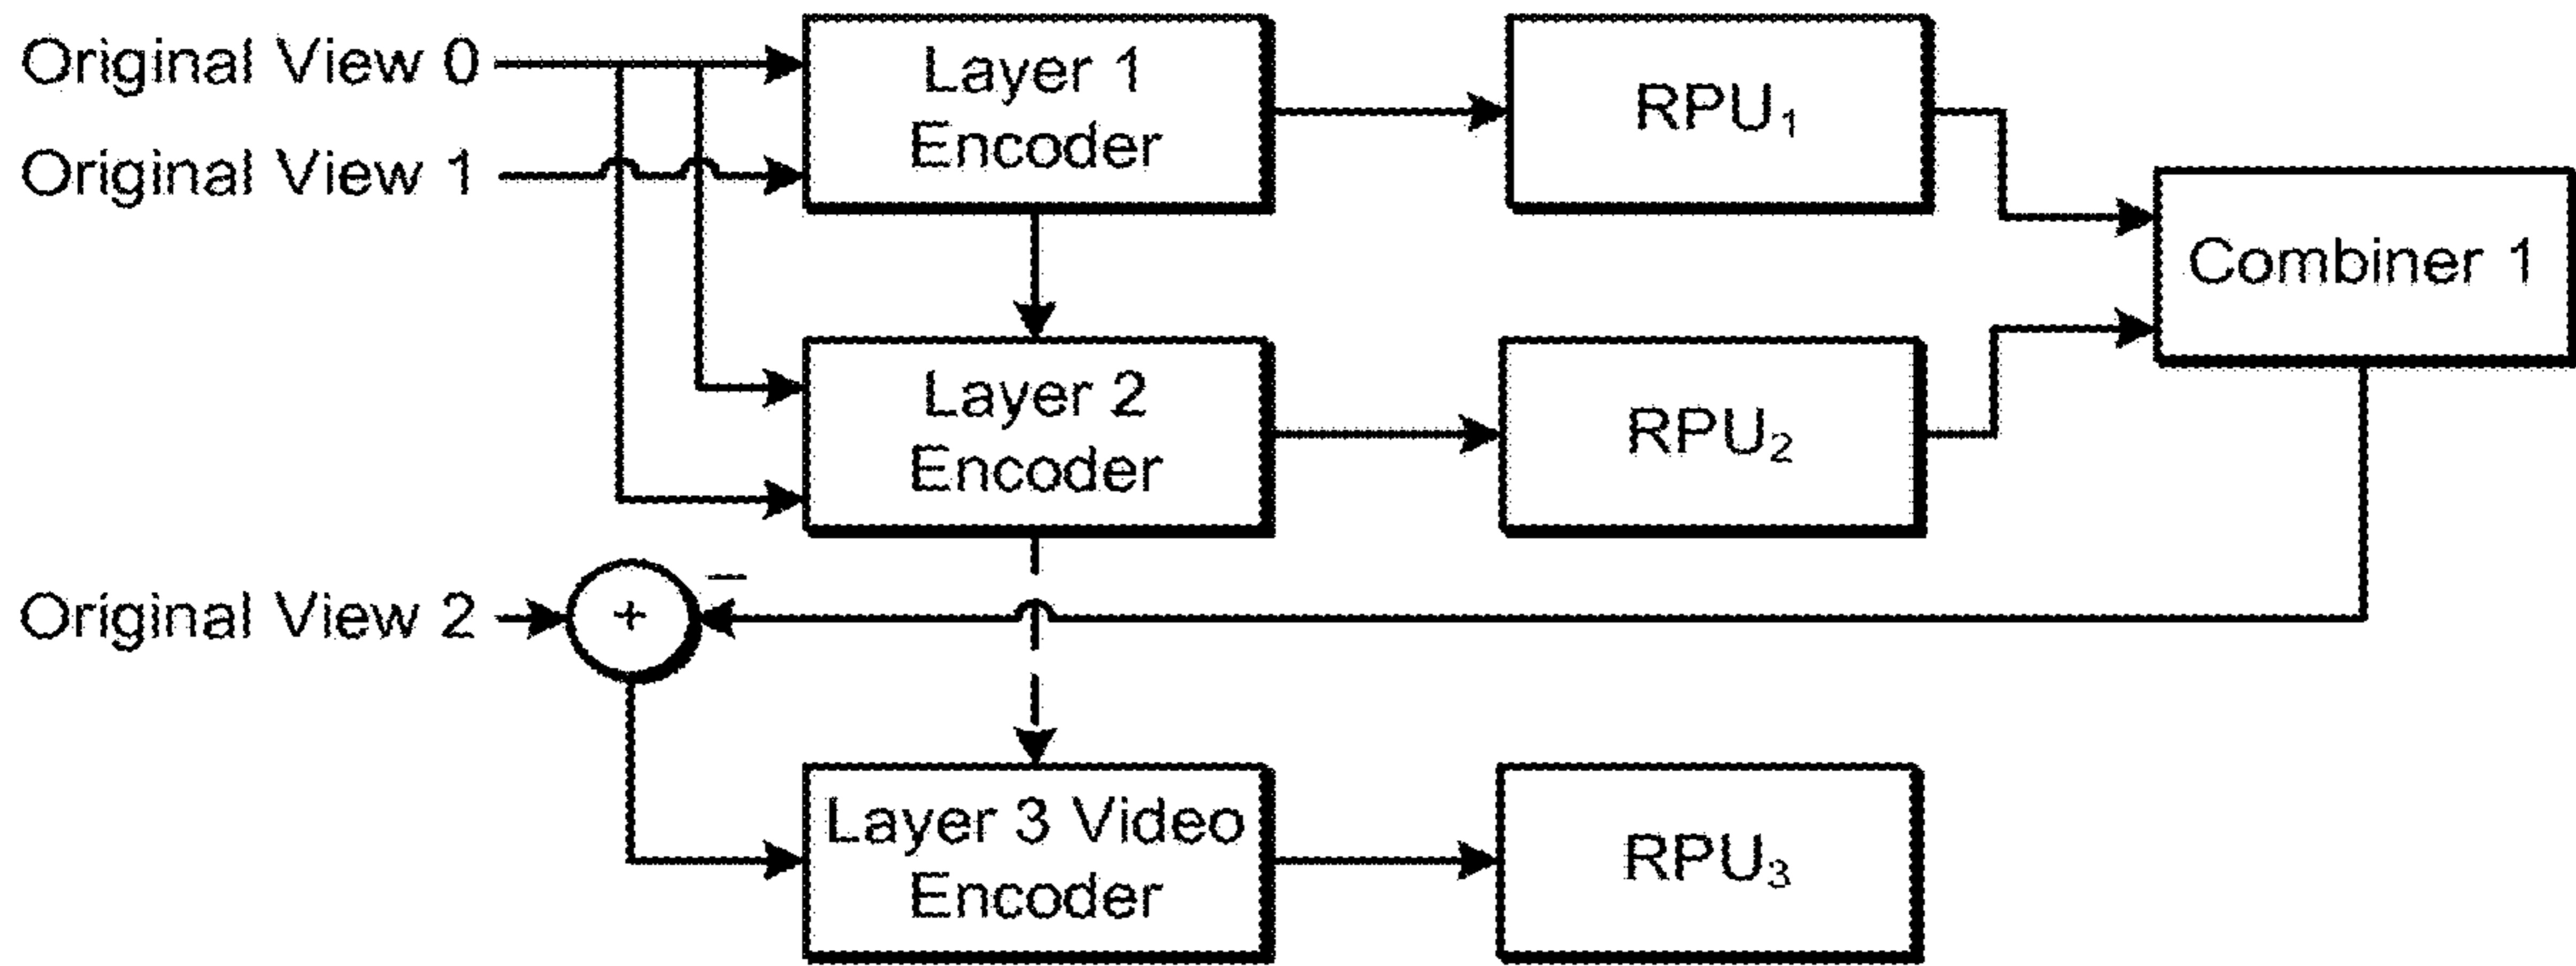 Original View 0
Original View 1
Layer 1
Encoder
RPU₁
Combiner 1
Layer 2
Encoder
RPU₂
Original View 2
+
–
Layer 3 Video
Encoder
RPU₃